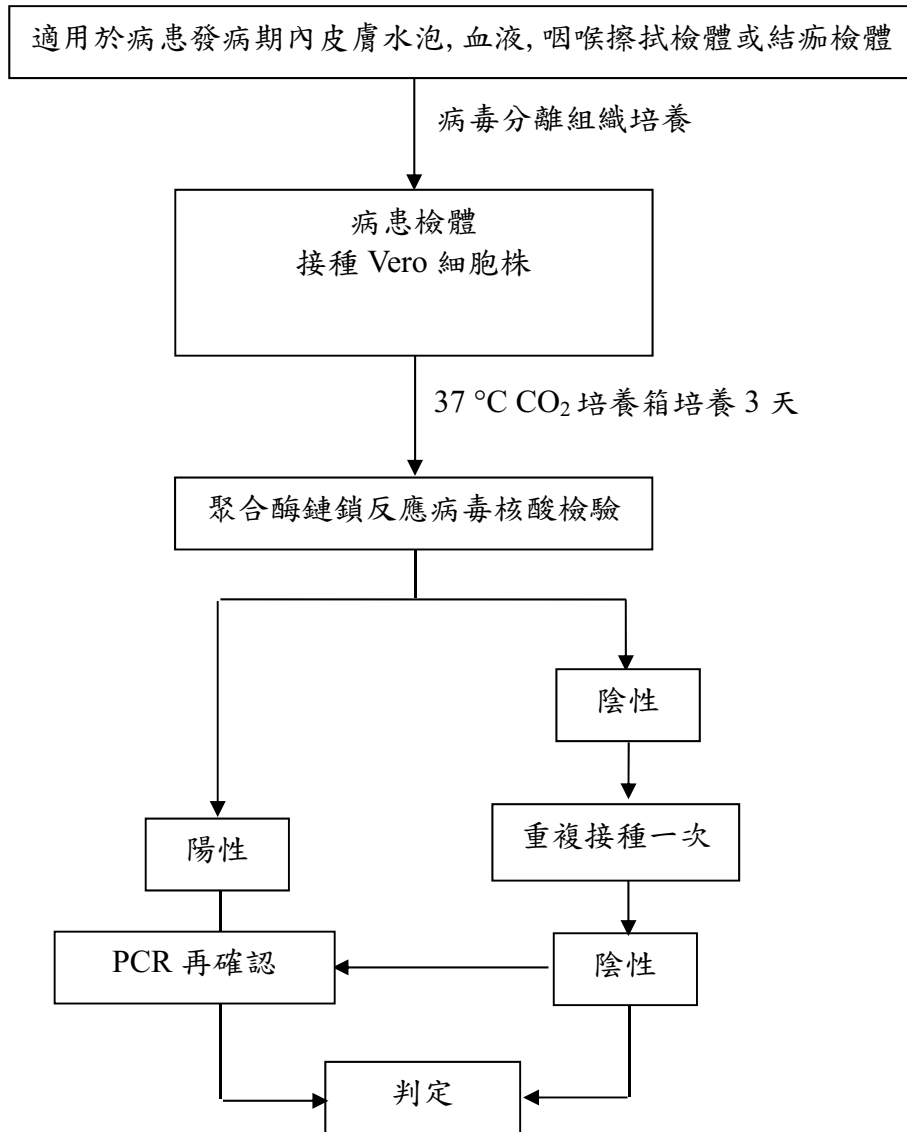 適用於病患發病期內皮膚水泡, 血液, 咽喉擦拭檢體或結痂檢體
病毒分離組織培養
病患檢體
接種 Vero 細胞株
37 °C CO₂ 培養箱培養 3 天
聚合酶鏈鎖反應病毒核酸檢驗
陰性
重複接種一次
陽性
PCR 再確認
陰性
判定